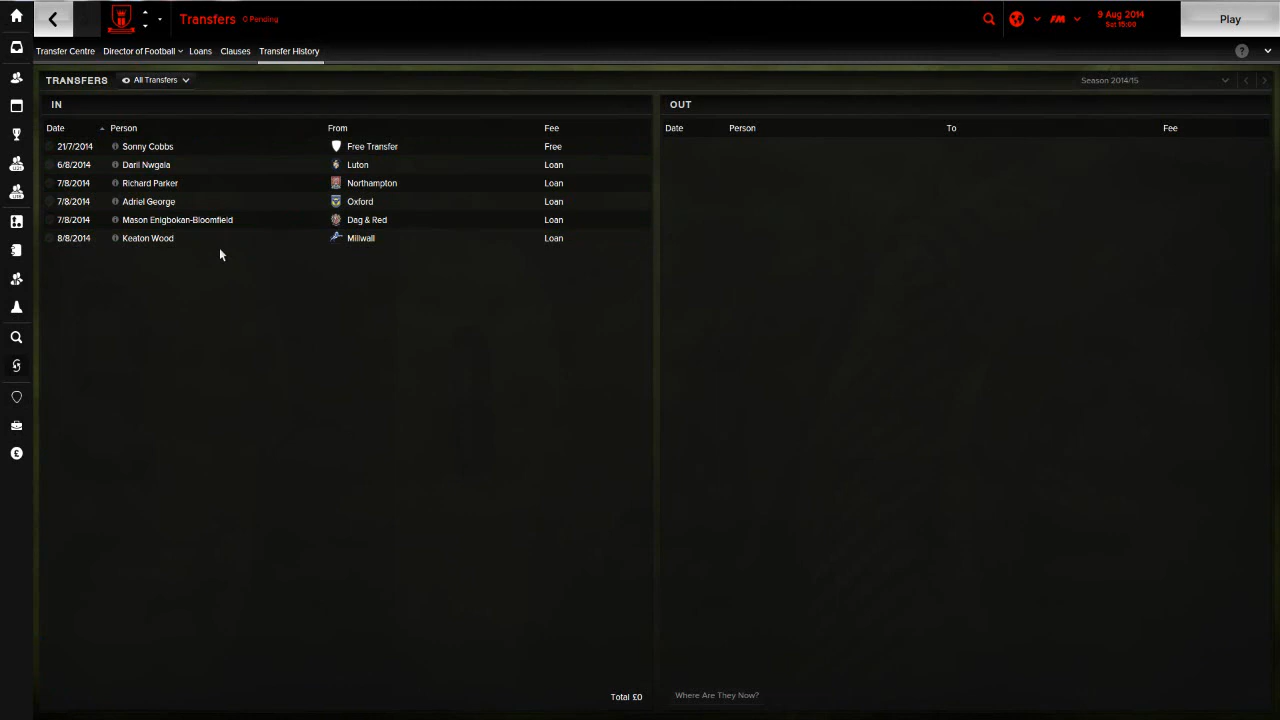 Transfers 0 Pending
9 Aug 2014
Sat 15:00
Play
Transfer Centre Director of Football Loans Clauses Transfer History
TRANSFERS All Transfers Season 2014/15
IN
Date Person From Fee
21/7/2014 Sonny Cobbs Free Transfer Free
6/8/2014 Daril Nwgala Luton Loan
7/8/2014 Richard Parker Northampton Loan
7/8/2014 Adriel George Oxford Loan
7/8/2014 Mason Enigbokan-Bloomfield Dag & Red Loan
8/8/2014 Keaton Wood Millwall Loan
Total £0
OUT
Date Person To Fee
Where Are They Now?